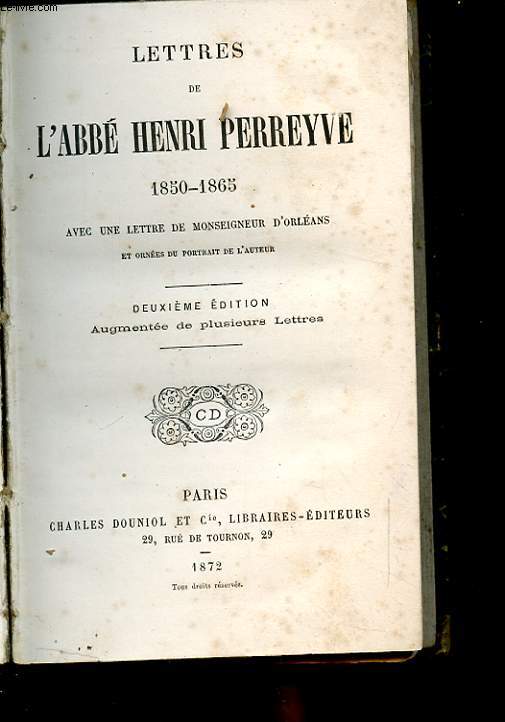 LETTRES
DE
L'ABBÉ HENRI PERREYVE
1850-1865
AVEC UNE LETTRE DE MONSEIGNEUR D'ORLÉANS
ET ORNÉES DU PORTRAIT DE L'AUTEUR
DEUXIÈME ÉDITION
Augmentée de plusieurs Lettres
CD
PARIS
CHARLES DOUNIOL ET Cie, LIBRAIRES-ÉDITEURS
29, RUE DE TOURNON, 29
1872
Tous droits réservés.